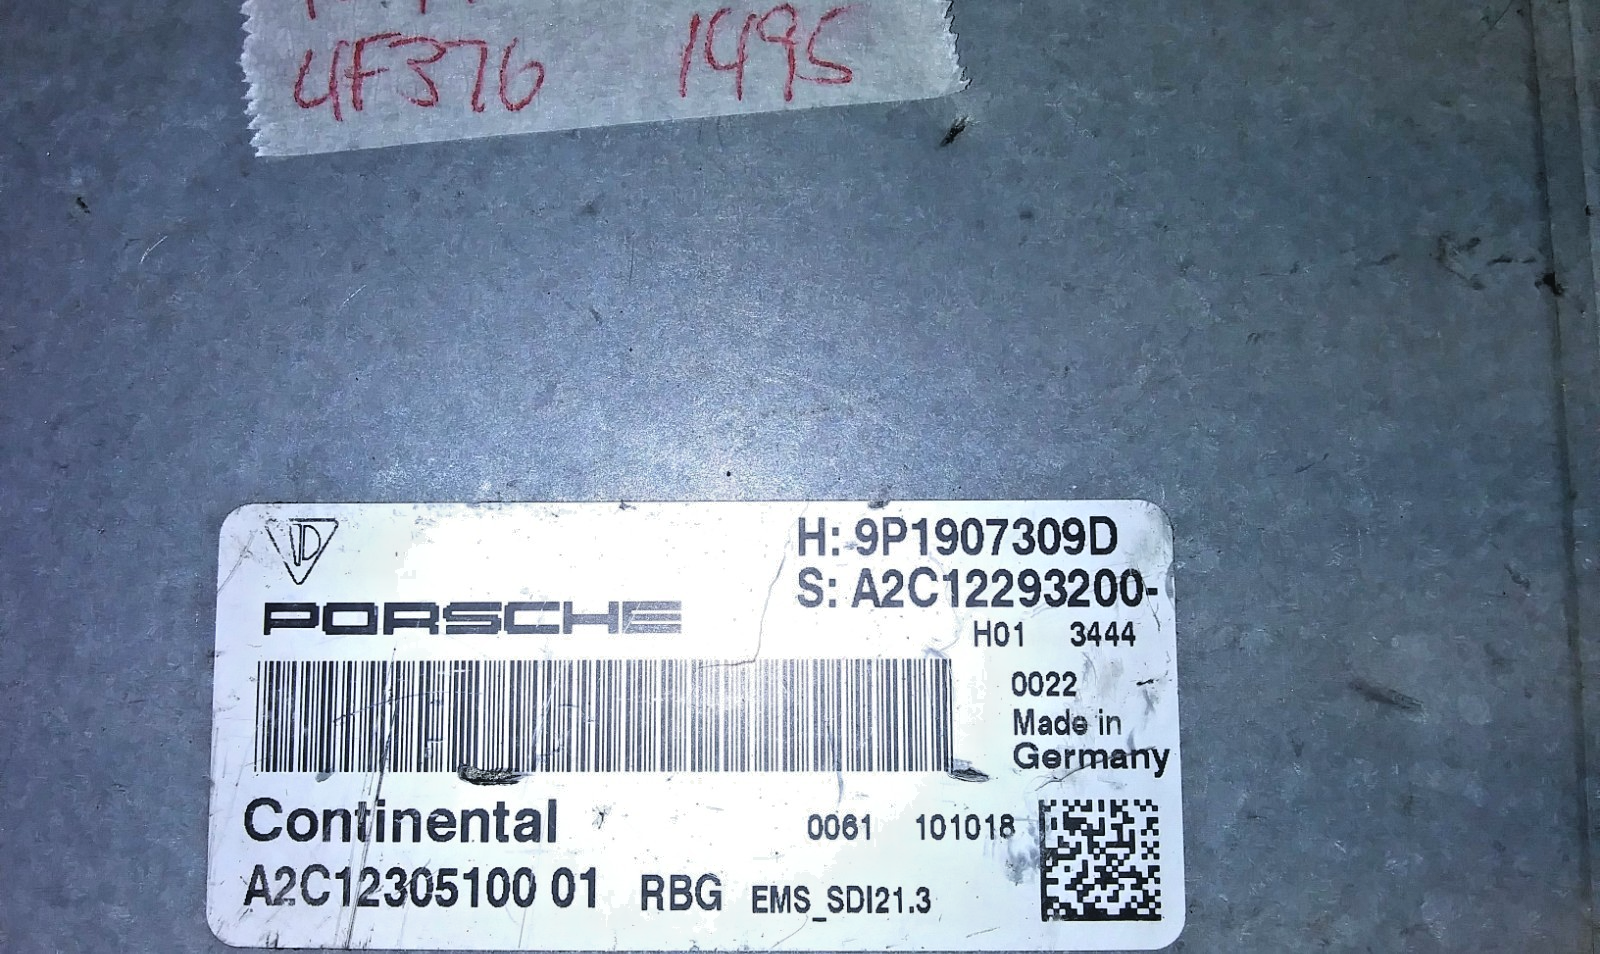 4F376 1495
H: 9P1907309D
S: A2C12293200-
PORSCHE
H01 3444
0022
Made in
Germany
Continental
0061 101018
A2C12305100 01 RBG EMS_SDI21.3